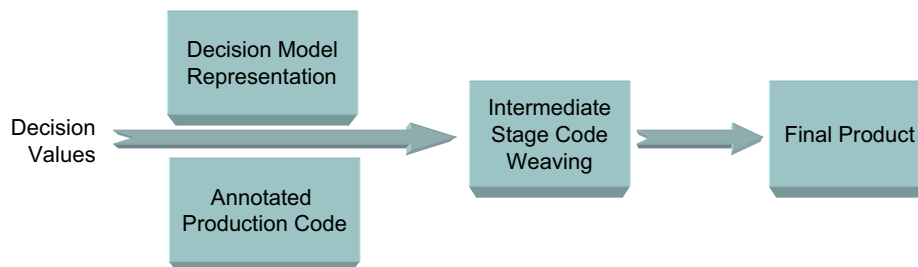 Decision Model
Representation
Decision
Values
Annotated
Production Code
Intermediate
Stage Code
Weaving
Final Product